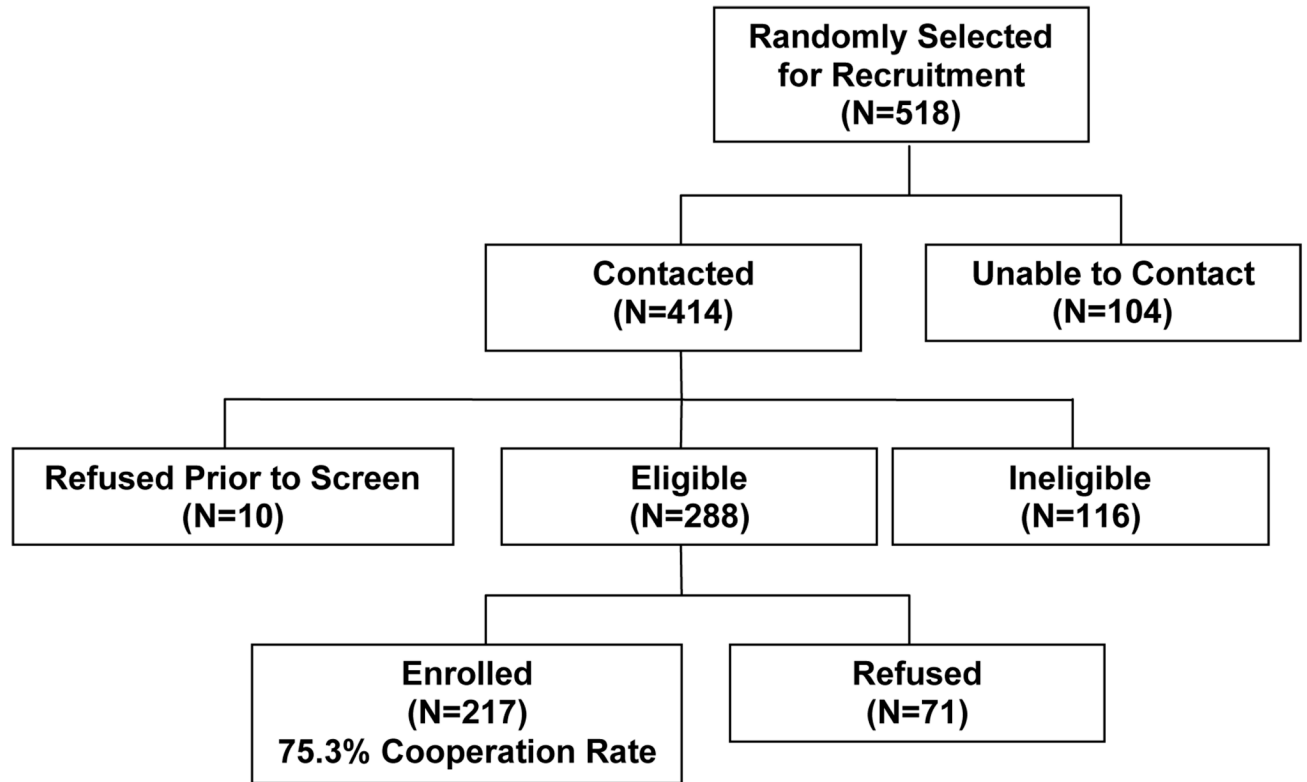 Randomly Selected
for Recruitment
(N=518)
Contacted
(N=414)
Unable to Contact
(N=104)
Refused Prior to Screen
(N=10)
Eligible
(N=288)
Ineligible
(N=116)
Enrolled
(N=217)
75.3% Cooperation Rate
Refused
(N=71)